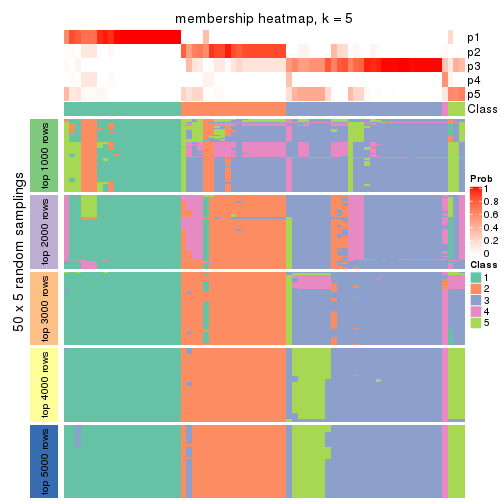 membership heatmap, k = 5
p1
p2
p3
p4
p5
Class
50 x 5 random samplings
top 1000 rows
top 2000 rows
top 3000 rows
top 4000 rows
top 5000 rows
Prob
1
0.8
0.6
0.4
0.2
0
Class
1
2
3
4
5